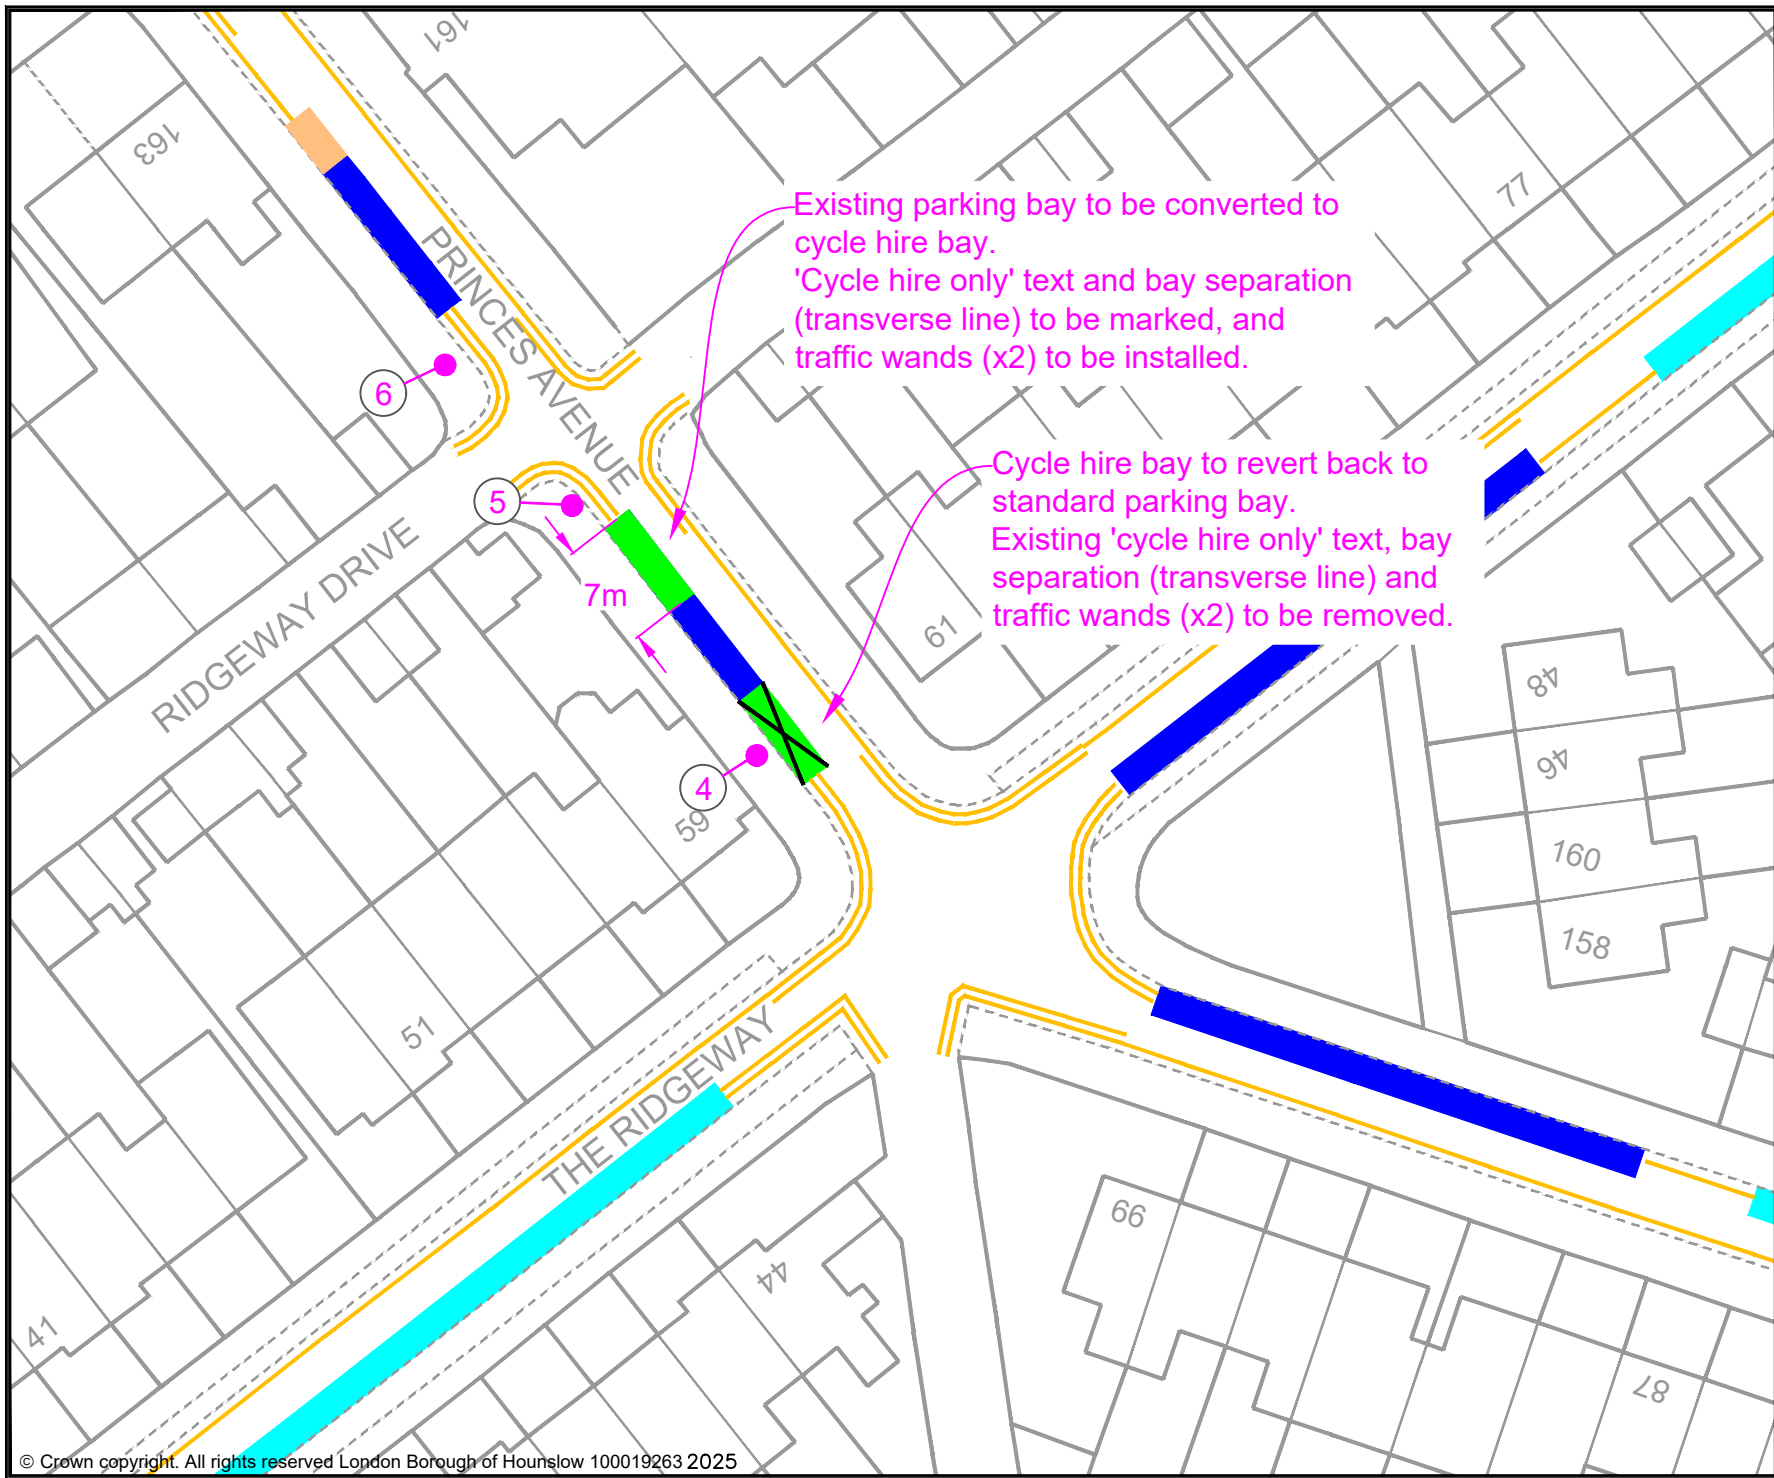 161
163
77
Existing parking bay to be converted to
cycle hire bay.
'Cycle hire only' text and bay separation
(transverse line) to be marked, and
traffic wands (x2) to be installed.
PRINCES AVENUE
6
5
Cycle hire bay to revert back to
standard parking bay.
Existing 'cycle hire only' text, bay
separation (transverse line) and
traffic wands (x2) to be removed.
7m
RIDGEWAY DRIVE
61
48
46
4
59
160
158
51
THE RIDGEWAY
66
44
41
87
© Crown copyright. All rights reserved London Borough of Hounslow 100019263 2025